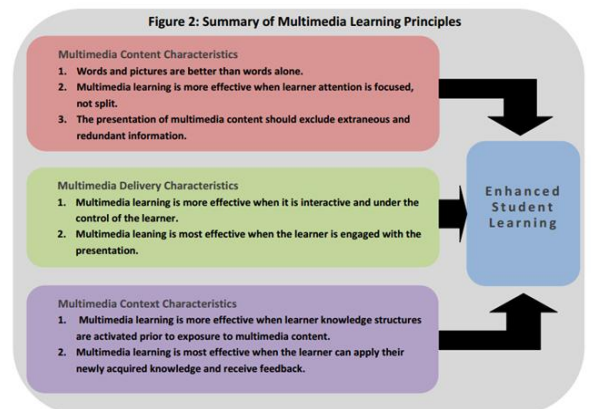 Figure 2: Summary of Multimedia Learning Principles
Multimedia Content Characteristics
1. Words and pictures are better than words alone.
2. Multimedia learning is more effective when learner attention is focused,
not split.
3. The presentation of multimedia content should exclude extraneous and
redundant information.
Multimedia Delivery Characteristics
1. Multimedia learning is more effective when it is interactive and under the
control of the learner.
2. Multimedia leaning is most effective when the learner is engaged with the
presentation.
Enhanced
Student
Learning
Multimedia Context Characteristics
1. Multimedia learning is more effective when learner knowledge structures
are activated prior to exposure to multimedia content.
2. Multimedia learning is most effective when the learner can apply their
newly acquired knowledge and receive feedback.